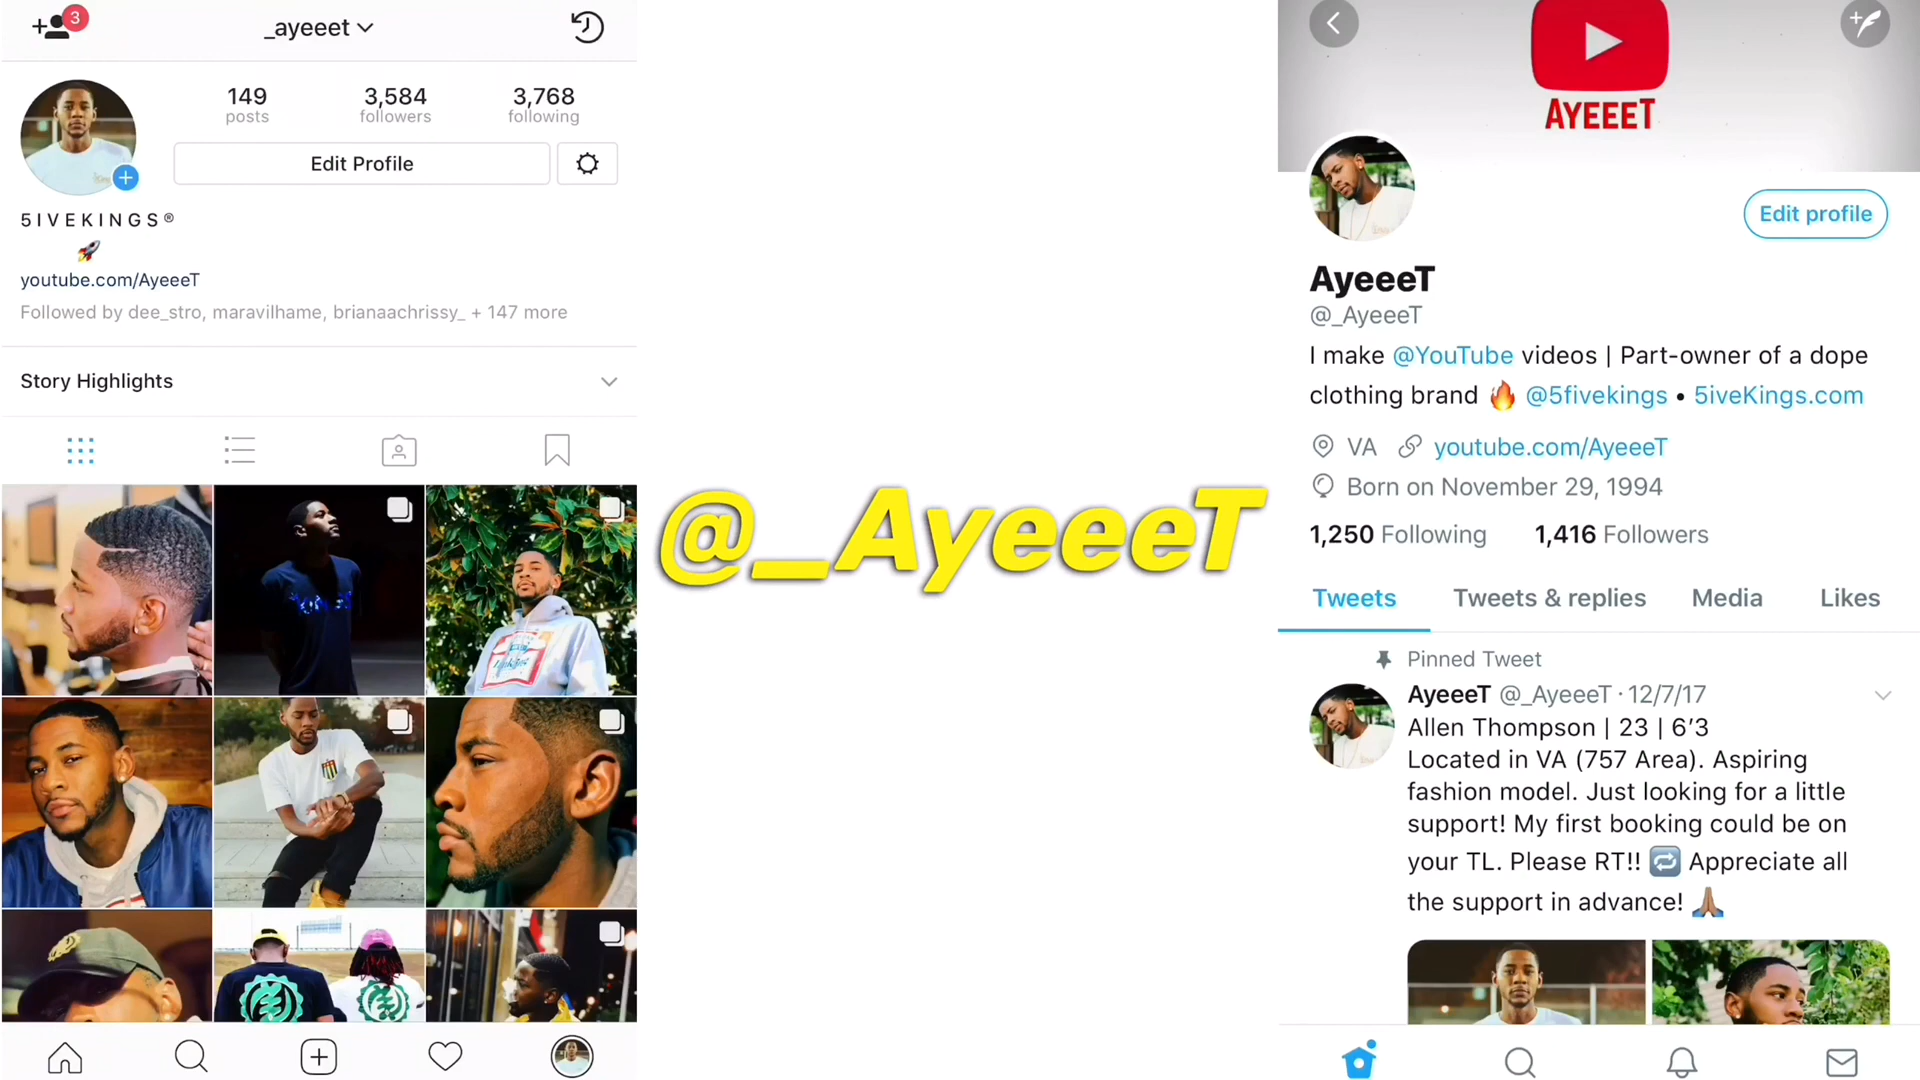 3
_ayeeet
149
3,584
3,768
posts
followers
following
Edit Profile
5IVEKINGS®
🚀
youtube.com/AyeeeT
Followed by dee_stro, maravilhame, brianaachrissy_ + 147 more
Story Highlights
@_AyeeeT
AYEEET
Edit profile
AyeeeT
@_AyeeeT
I make @YouTube videos | Part-owner of a dope
clothing brand 🔥 @5fivekings • 5iveKings.com
VA youtube.com/AyeeeT
Born on November 29, 1994
1,250 Following 1,416 Followers
Tweets Tweets & replies Media Likes
Pinned Tweet
AyeeeT @_AyeeeT · 12/7/17
Allen Thompson | 23 | 6’3
Located in VA (757 Area). Aspiring
fashion model. Just looking for a little
support! My first booking could be on
your TL. Please RT!! 🔁 Appreciate all
the support in advance! 🙏🏽